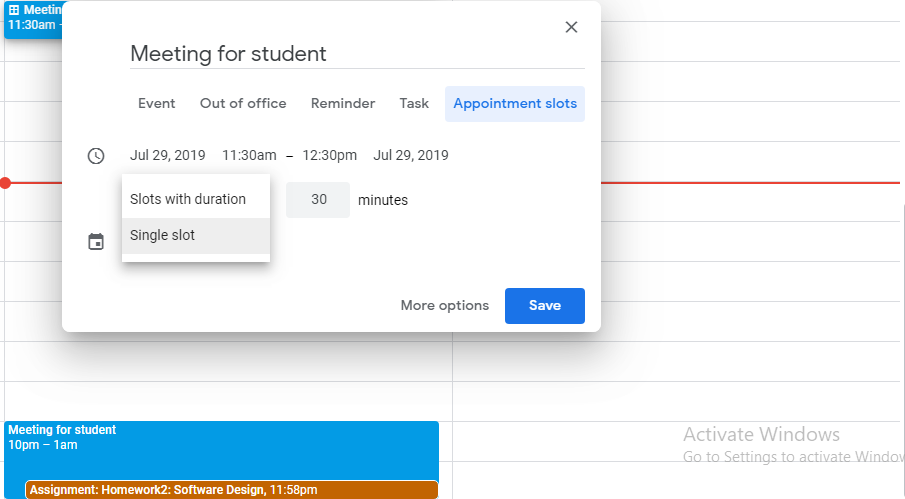 Meetin
11:30am -
Meeting for student
Event Out of office Reminder Task Appointment slots
Jul 29, 2019 11:30am – 12:30pm Jul 29, 2019
Slots with duration 30 minutes
Single slot
More options Save
Meeting for student
10pm – 1am
Assignment: Homework2: Software Design, 11:58pm
Activate Windows
Go to Settings to activate Window